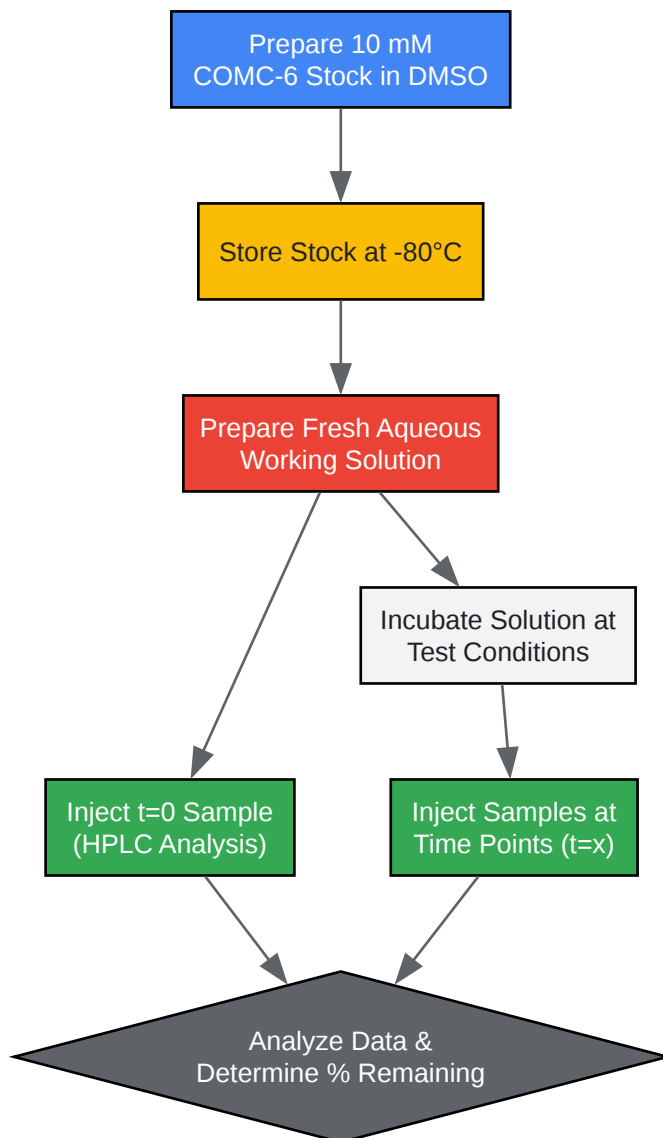 Prepare 10 mM
COMC-6 Stock in DMSO
Store Stock at -80°C
Prepare Fresh Aqueous
Working Solution
Incubate Solution at
Test Conditions
Inject t=0 Sample
(HPLC Analysis)
Inject Samples at
Time Points (t=x)
Analyze Data &
Determine % Remaining